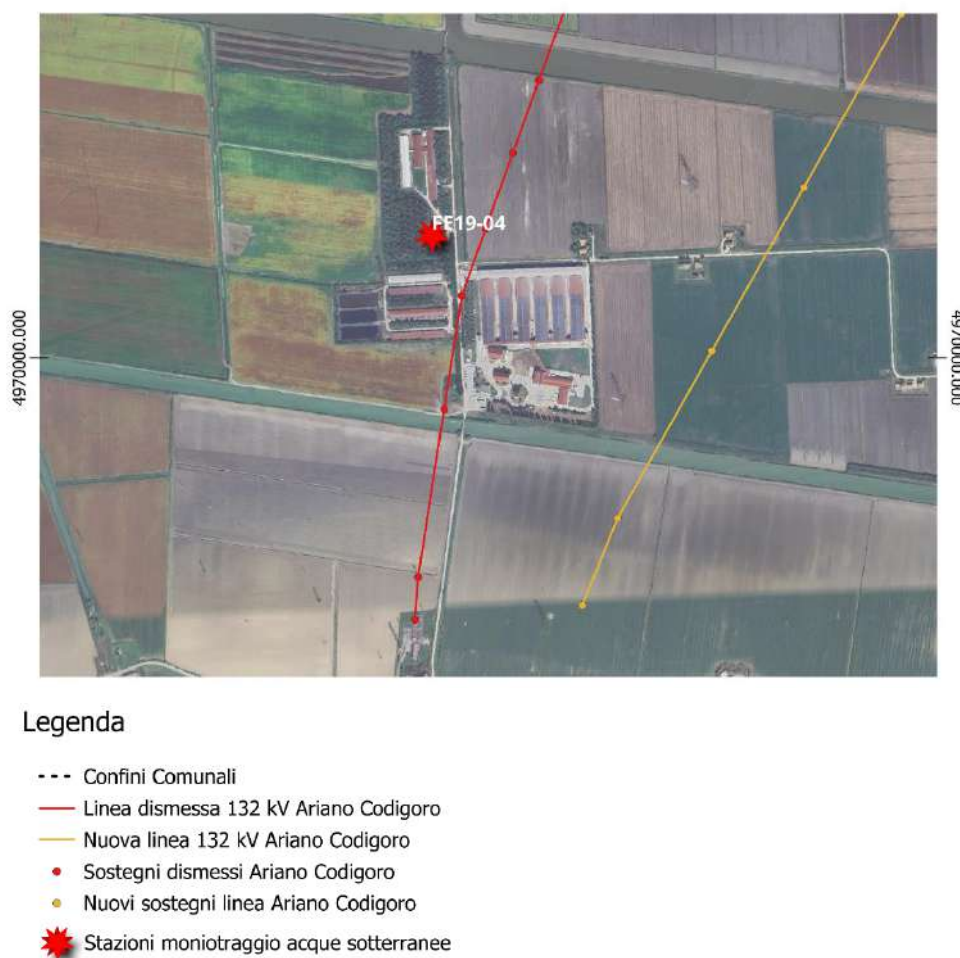 FE19-04
4970000.000
4970000.000
Legenda
Confini Comunali
Linea dismessa 132 kV Ariano Codigoro
Nuova linea 132 kV Ariano Codigoro
Sostegni dismessi Ariano Codigoro
Nuovi sostegni linea Ariano Codigoro
Stazioni moniotraggio acque sotterranee